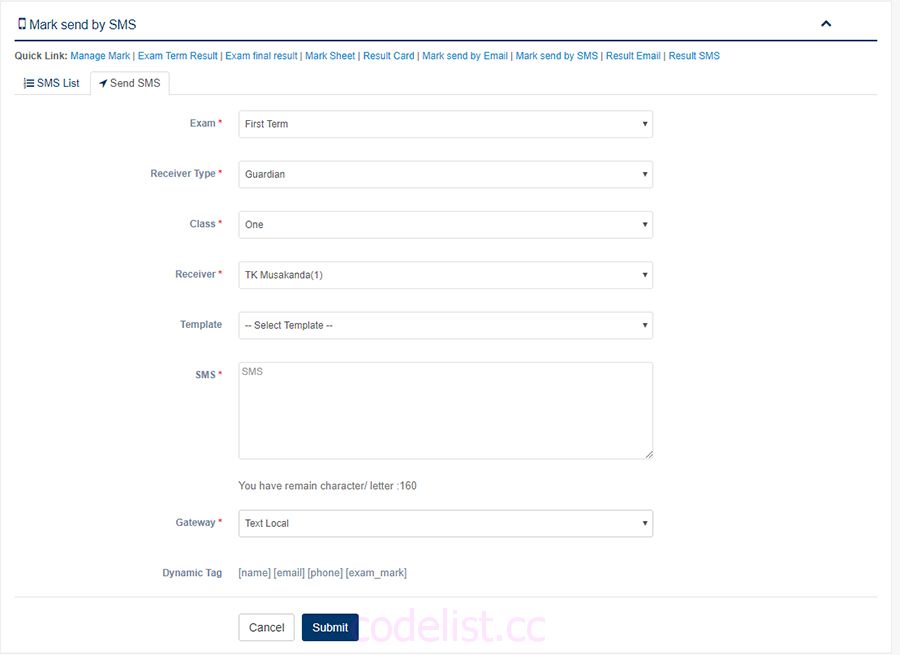 Mark send by SMS
Quick Link: Manage Mark | Exam Term Result | Exam final result | Mark Sheet | Result Card | Mark send by Email | Mark send by SMS | Result Email | Result SMS
SMS List Send SMS
Exam * First Term
Receiver Type * Guardian
Class * One
Receiver * TK Musakanda(1)
Template -- Select Template --
SMS * SMS
You have remain character/ letter :160
Gateway * Text Local
Dynamic Tag [name] [email] [phone] [exam_mark]
Cancel Submit codelist.cc